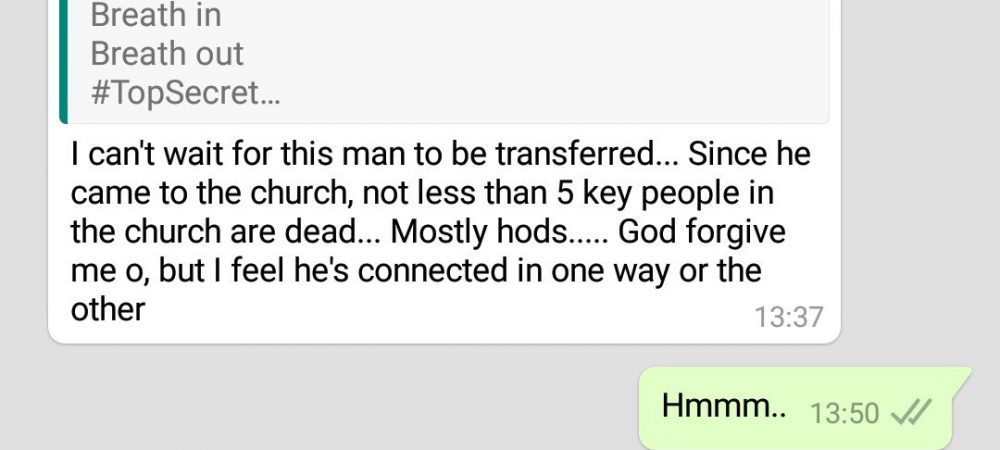 Breath in
Breath out
#TopSecret...
I can't wait for this man to be transferred... Since he
came to the church, not less than 5 key people in
the church are dead... Mostly hods..... God forgive
me o, but I feel he's connected in one way or the
other
13:37
Hmmm.. 13:50